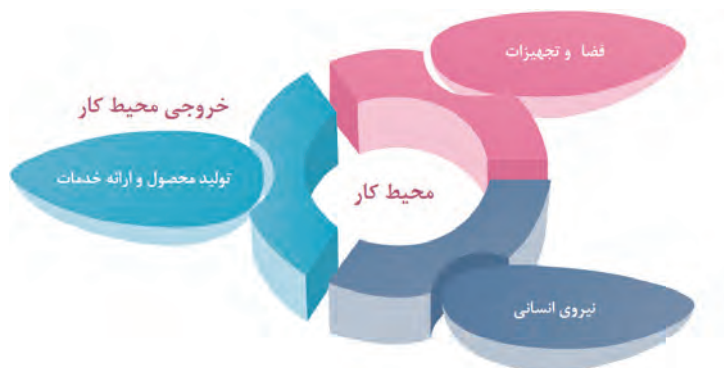 فضا و تجهیزات
خروجی محیط کار
تولید محصول و ارائه خدمات
محیط کار
نیروی انسانی